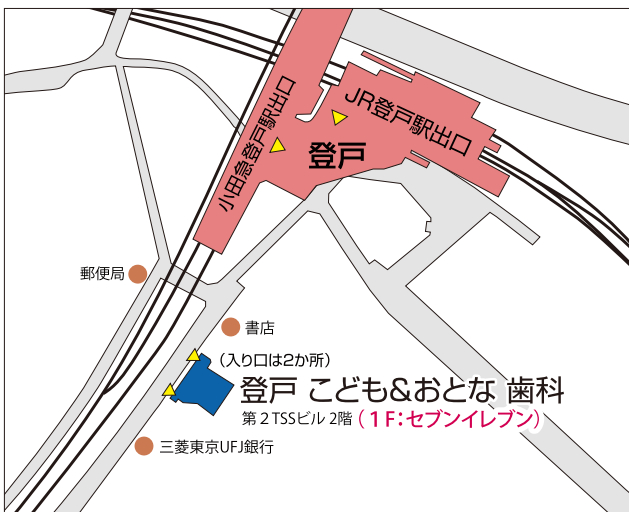 小田急登戸駅出口
JR登戸駅出口
登戸
郵便局
書店
(入り口は2か所)
登戸 こども&おとな 歯科
第2TSSビル 2階 (1F:セブンイレブン)
三菱東京UFJ銀行